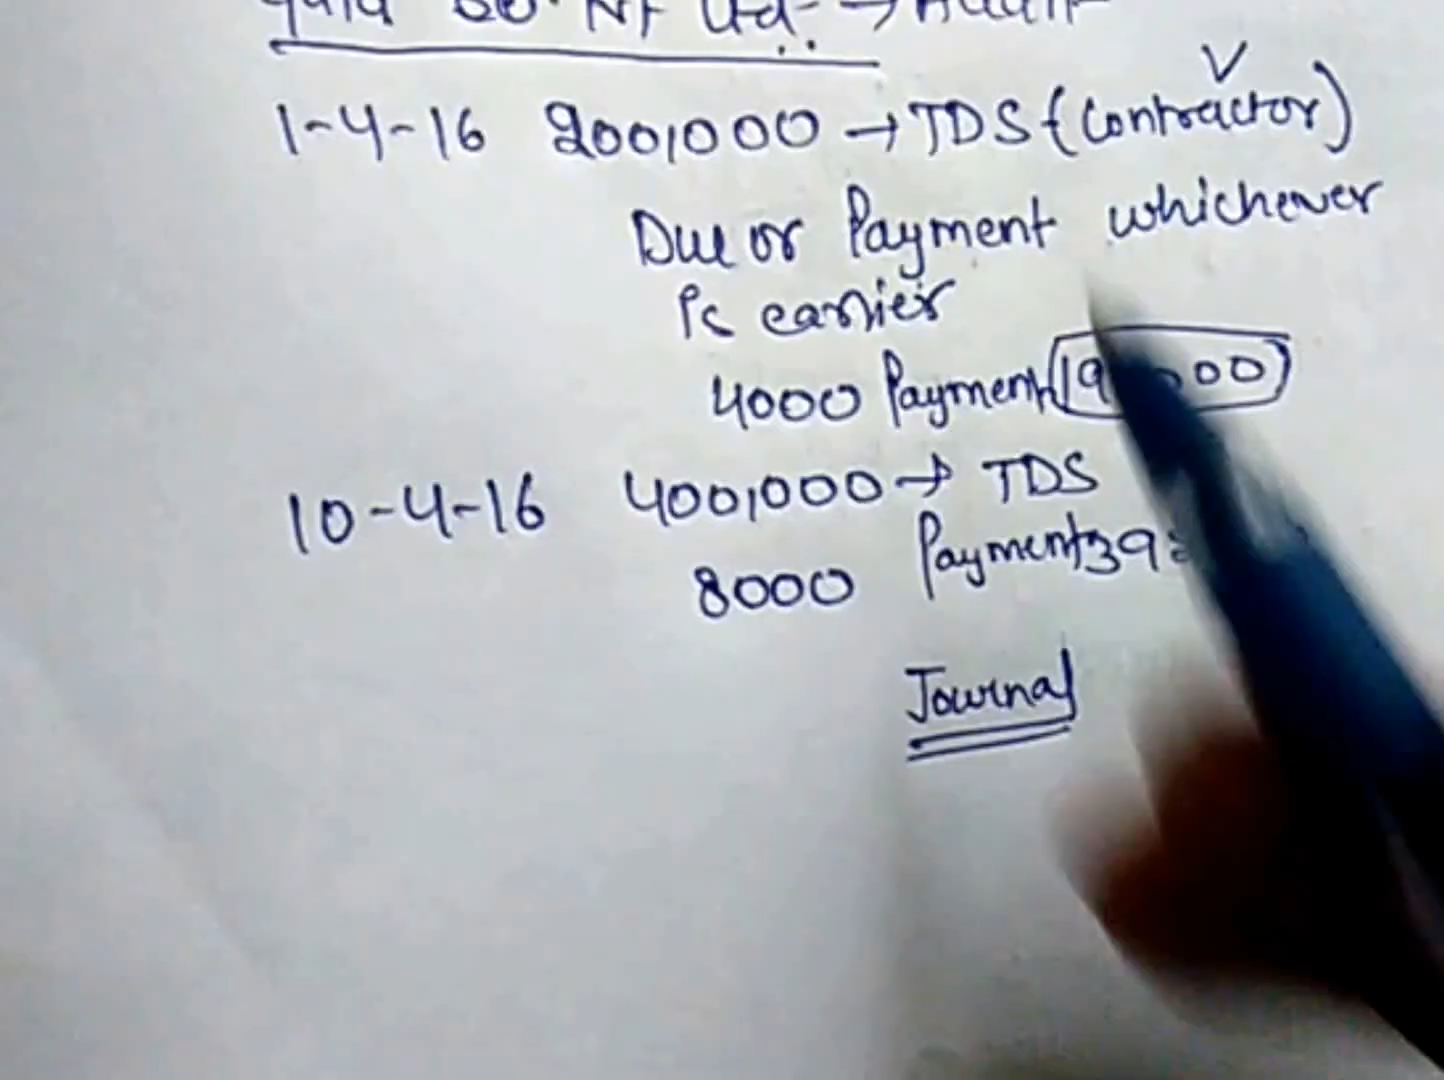 1-4-16 200,000 → TDS (Contractor)
Due or Payment whichever
is earlier
4000 Payment
10-4-16 400,000 → TDS
8000 Payment
Journal